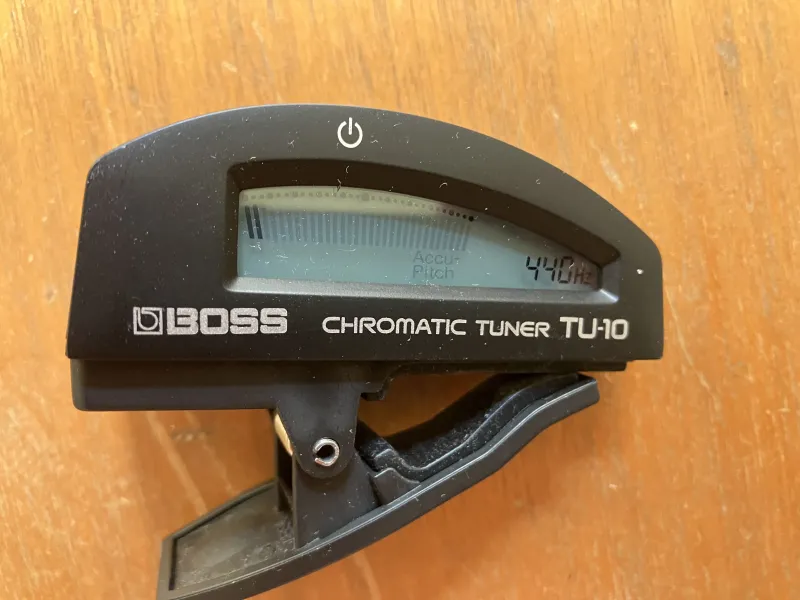 Accu-
Pitch
440Hz
BOSS CHROMATIC TUNER TU-10